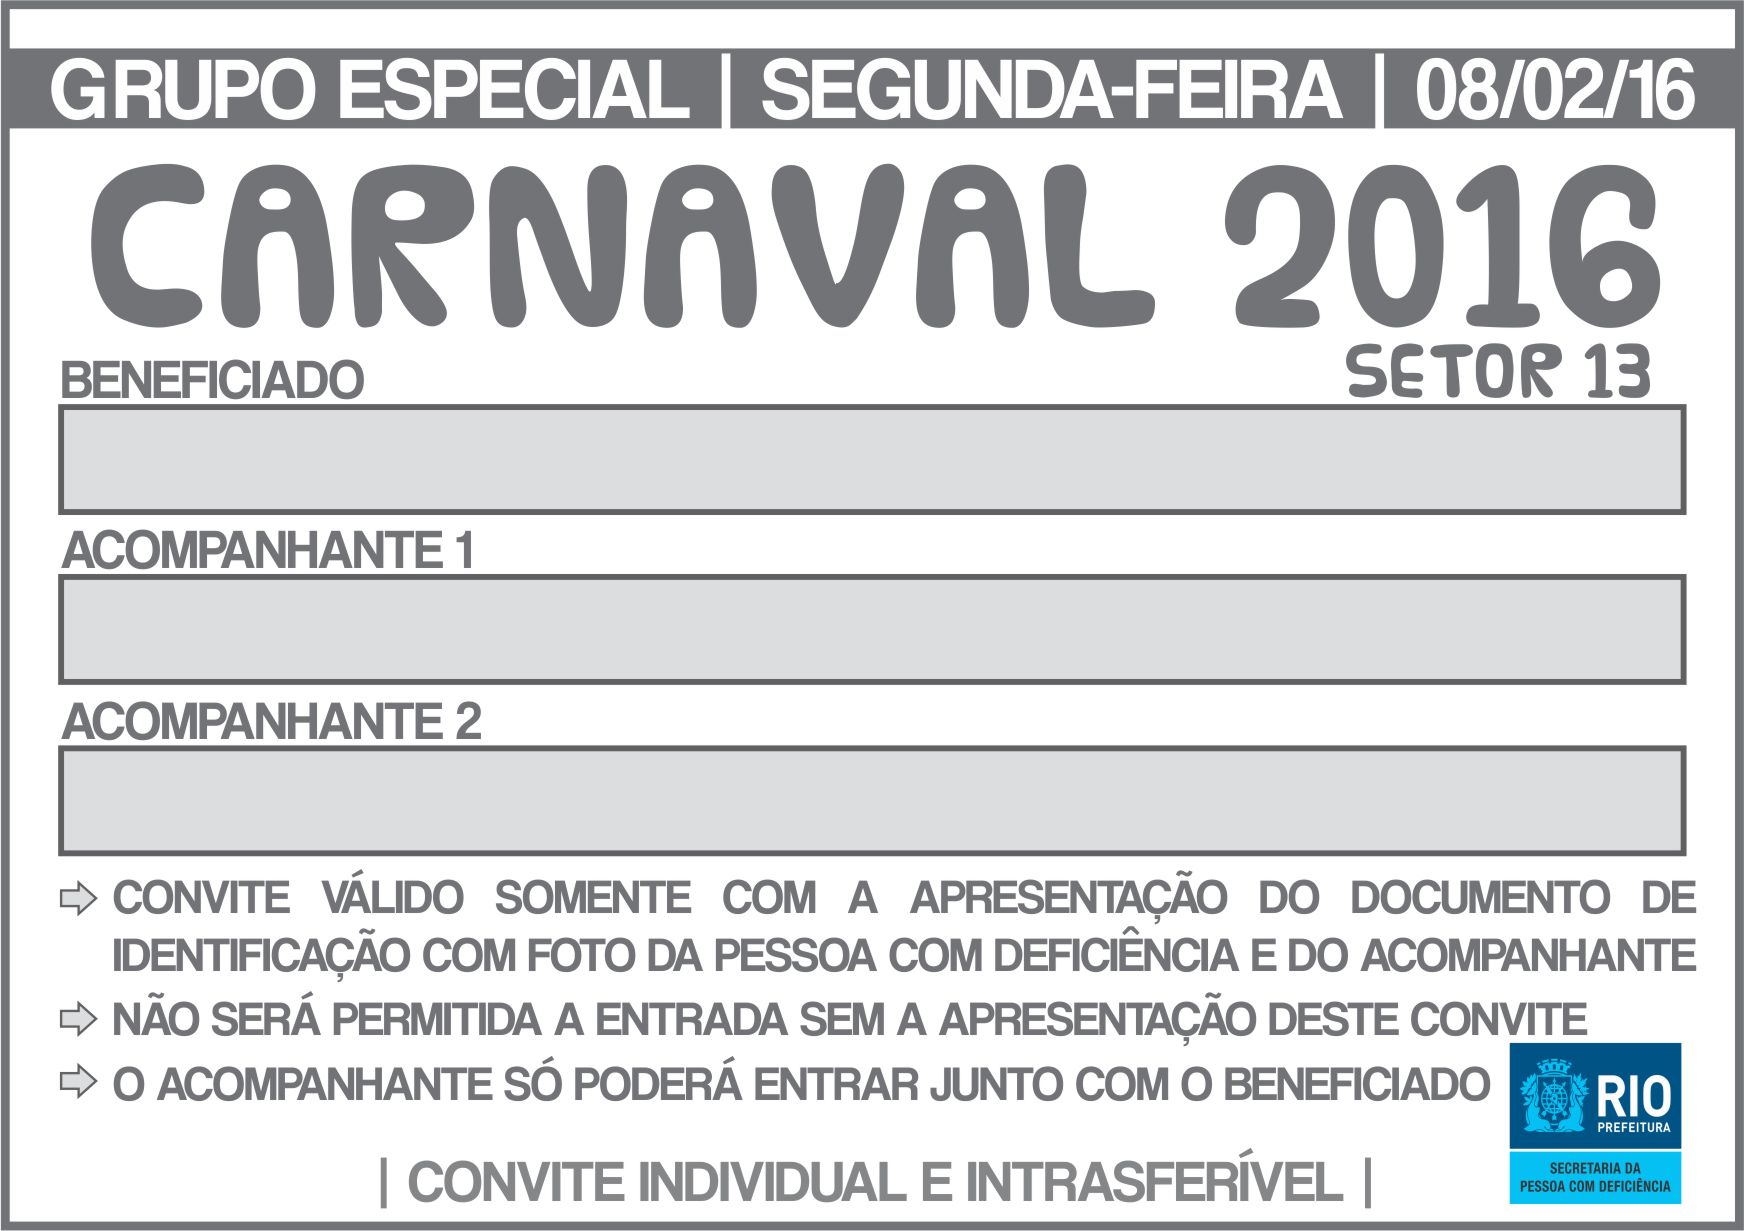 GRUPO ESPECIAL | SEGUNDA-FEIRA | 08/02/16
CARNAVAL 2016
SETOR 13
BENEFICIADO
ACOMPANHANTE 1
ACOMPANHANTE 2
CONVITE VÁLIDO SOMENTE COM A APRESENTAÇÃO DO DOCUMENTO DE
IDENTIFICAÇÃO COM FOTO DA PESSOA COM DEFICIÊNCIA E DO ACOMPANHANTE
NÃO SERÁ PERMITIDA A ENTRADA SEM A APRESENTAÇÃO DESTE CONVITE
O ACOMPANHANTE SÓ PODERÁ ENTRAR JUNTO COM O BENEFICIADO
| CONVITE INDIVIDUAL E INTRASFERÍVEL |
RIO
PREFEITURA
SECRETARIA DA
PESSOA COM DEFICIÊNCIA